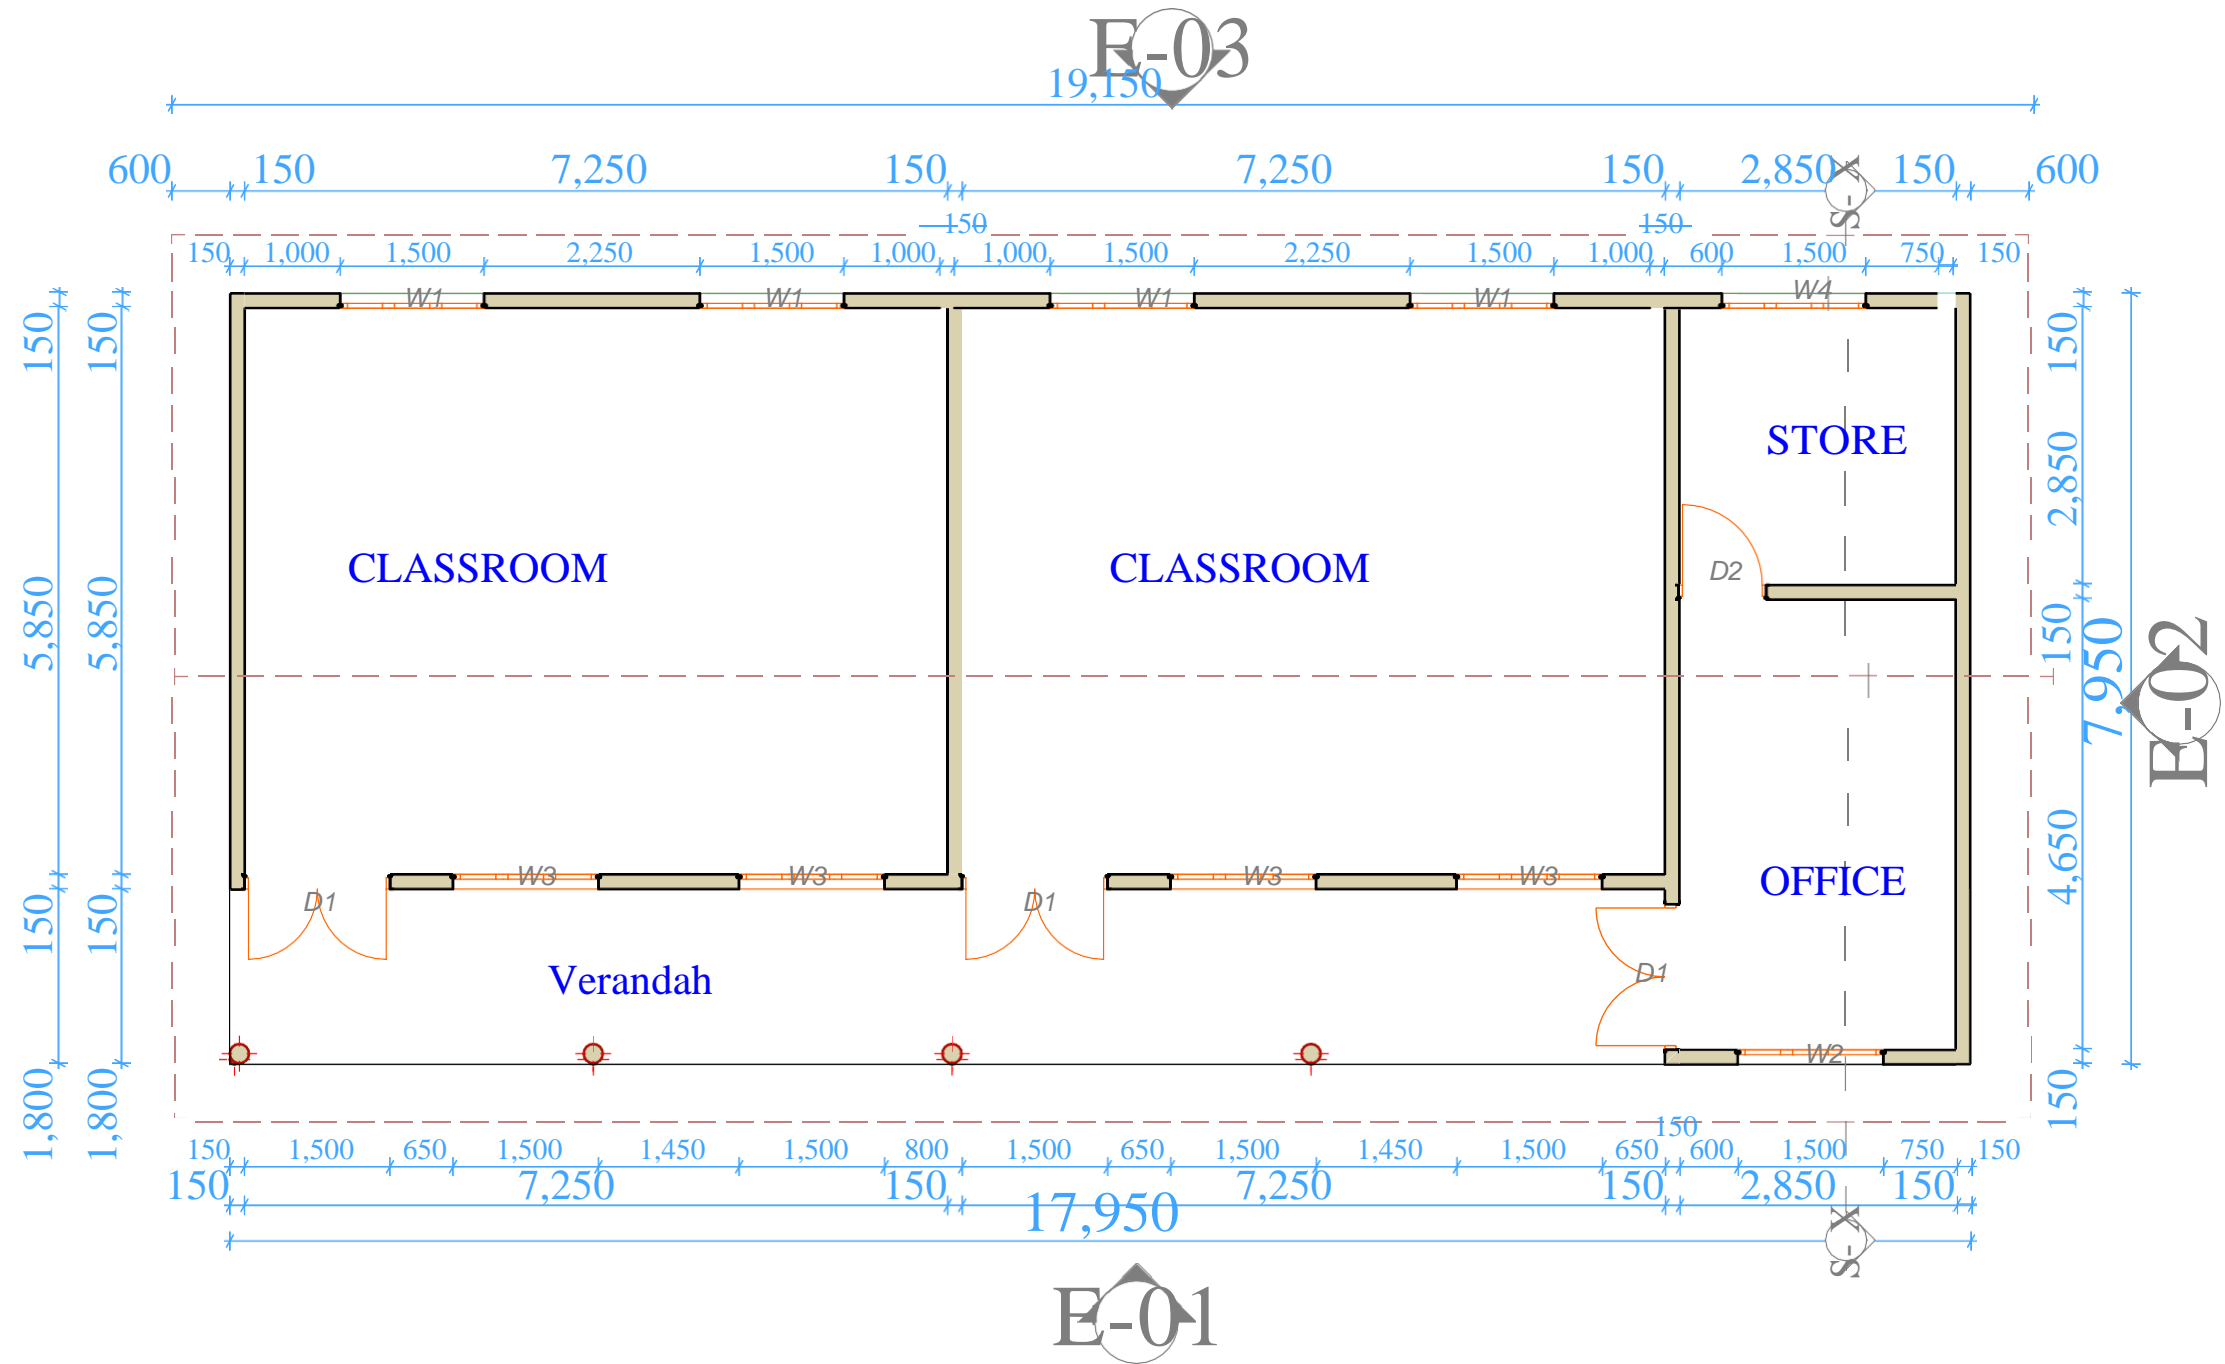 E-03
19,150
600 150 7,250 150 7,250 150 2,850 150 600
S-X
150 150
150 1,000 1,500 2,250 1,500 1,000 1,000 1,500 2,250 1,500 1,000 600 1,500 750 150
W1 W1 W1 W1 W4
150 150 150
STORE
2,850
CLASSROOM CLASSROOM
D2
5,850 5,850 150
7,950
E-02
W3 W3 W3 W3
OFFICE
4,650
D1 D1
150 150
D1
Verandah
W2
1,800 1,800 150
150
150 1,500 650 1,500 1,450 1,500 800 1,500 650 1,500 1,450 1,500 650 600 1,500 750 150
150 7,250 150 7,250 150 2,850 150
17,950
S-X
E-01